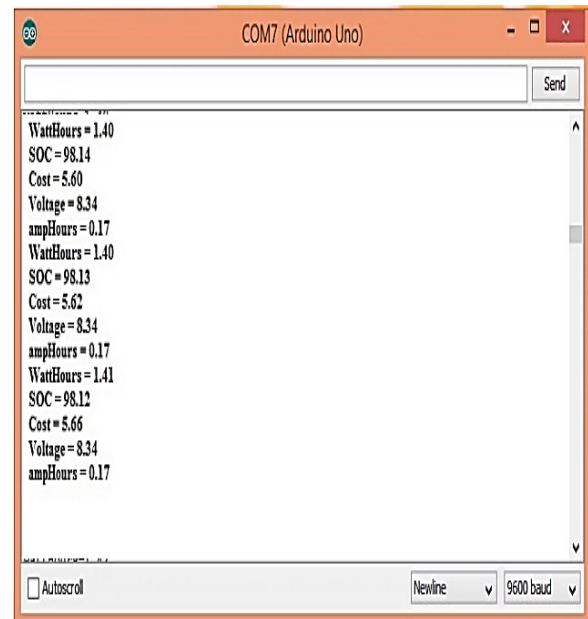 COM7 (Arduino Uno)
Send
WattHours = 1.40
SOC = 98.14
Cost = 5.60
Voltage = 8.34
ampHours = 0.17
WattHours = 1.40
SOC = 98.13
Cost = 5.62
Voltage = 8.34
ampHours = 0.17
WattHours = 1.41
SOC = 98.12
Cost = 5.66
Voltage = 8.34
ampHours = 0.17
Autoscroll
Newline
9600 baud